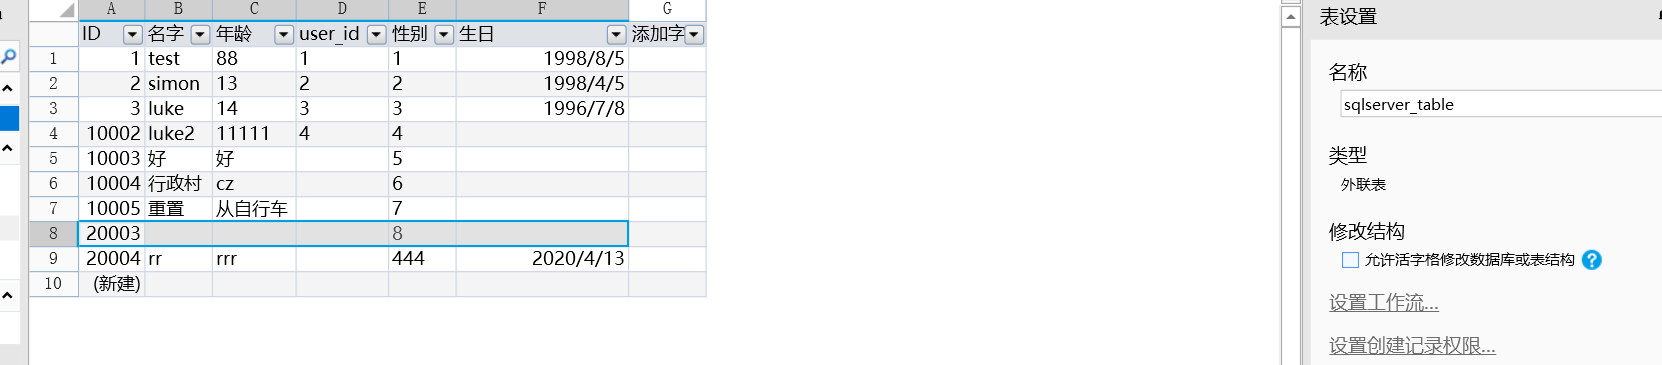 A B C D E F G
ID 名字 年龄 user_id 性别 生日 添加字
1 1 test 88 1 1 1998/8/5
2 2 simon 13 2 2 1998/4/5
3 3 luke 14 3 3 1996/7/8
4 10002 luke2 11111 4 4
5 10003 好 好 5
6 10004 行政村 cz 6
7 10005 重置 从自行车 7
8 20003 8
9 20004 rr rrr 444 2020/4/13
10 (新建)
表设置
名称
sqlserver_table
类型
外联表
修改结构
允许活字格修改数据库或表结构 ?
设置工作流...
设置创建记录权限...